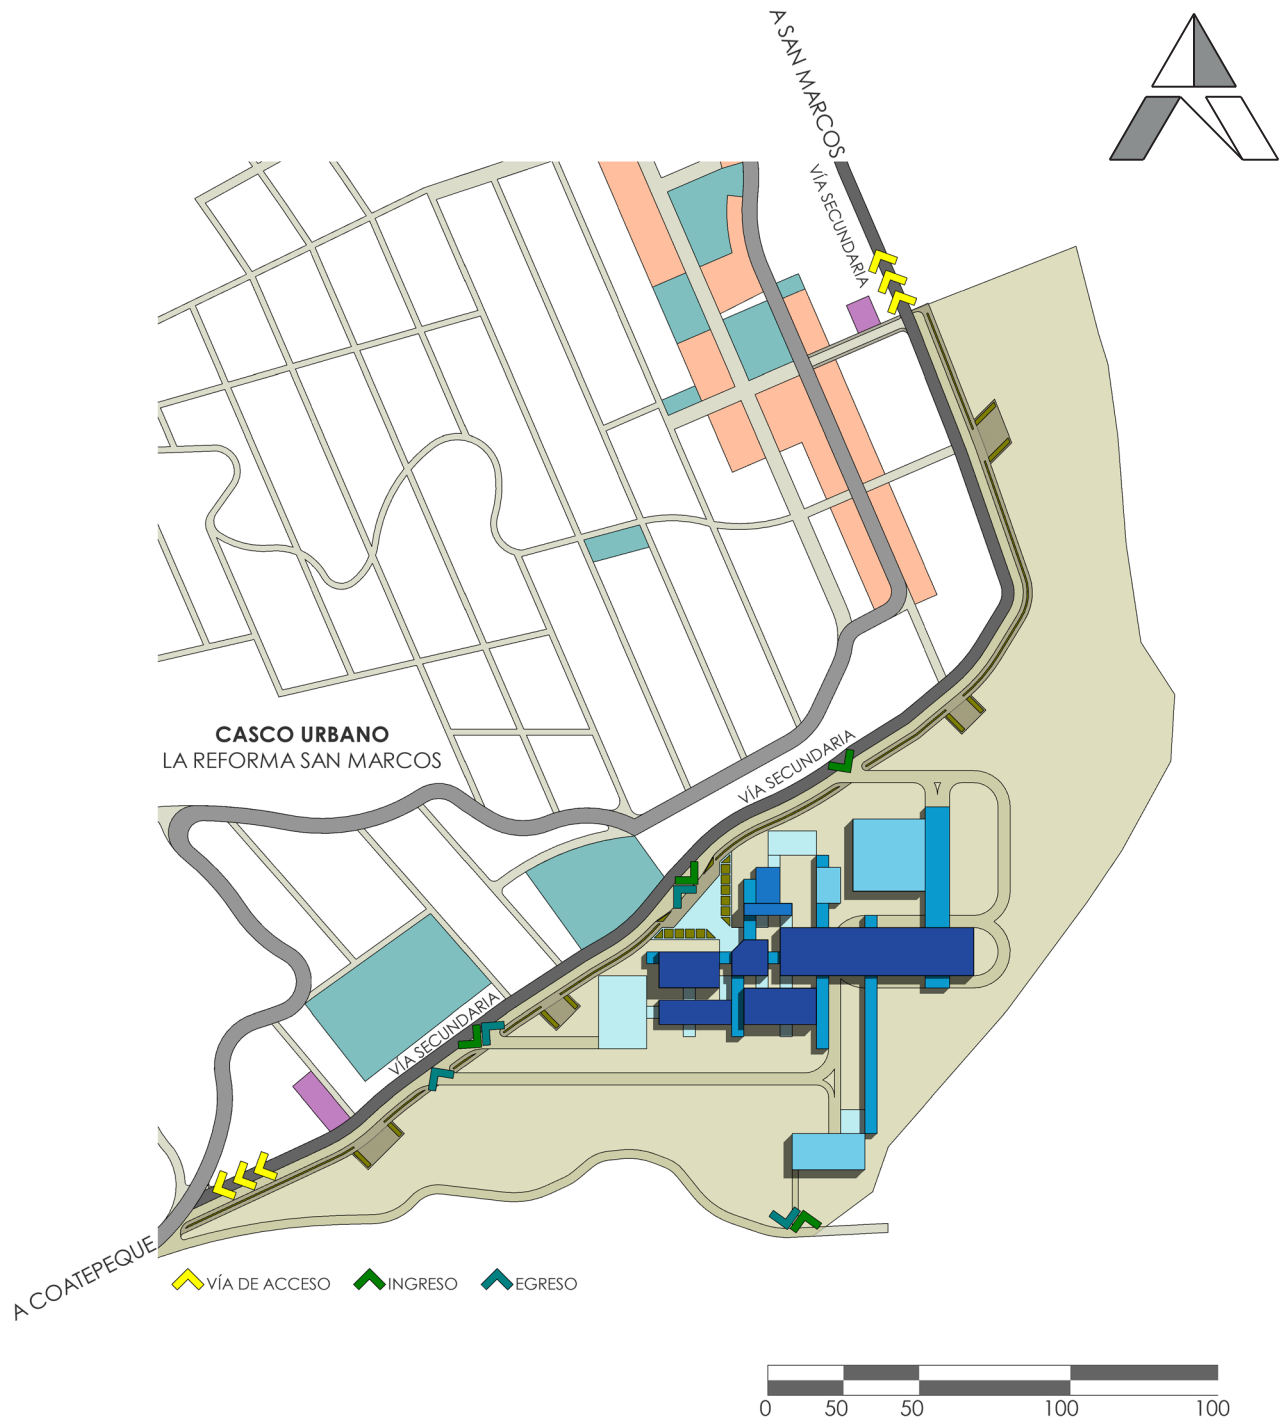 A SAN MARCOS
VÍA SECUNDARIA
CASCO URBANO
LA REFORMA SAN MARCOS
VÍA SECUNDARIA
VÍA SECUNDARIA
A COATEPEQUE
VÍA DE ACCESO
INGRESO
EGRESO
0 50 50 100 100